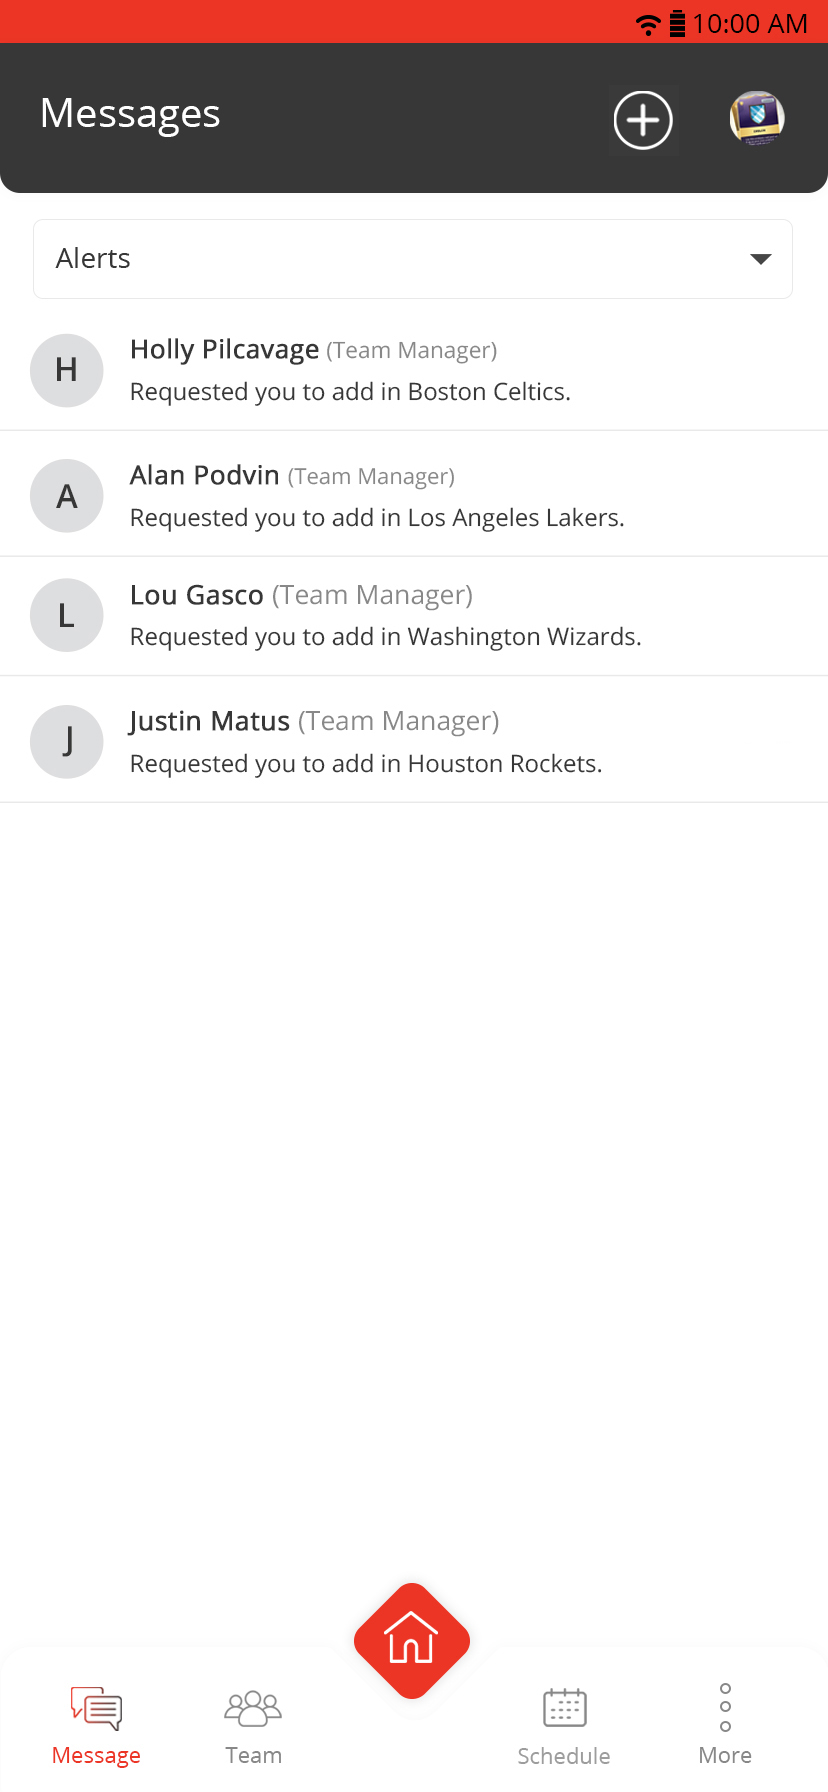 10:00 AM
Messages
Alerts
H
Holly Pilcavage (Team Manager)
Requested you to add in Boston Celtics.
A
Alan Podvin (Team Manager)
Requested you to add in Los Angeles Lakers.
L
Lou Gasco (Team Manager)
Requested you to add in Washington Wizards.
J
Justin Matus (Team Manager)
Requested you to add in Houston Rockets.
Message
Team
Schedule
More